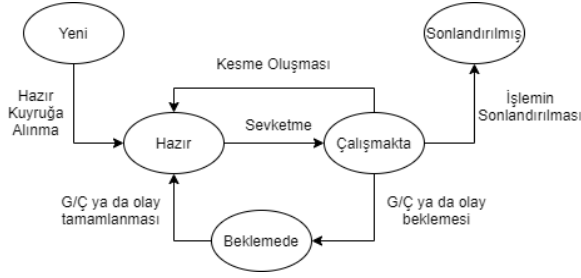 Yeni
Sonlandırılmış
Kesme Oluşması
Hazır
Kuyruğa
Alınma
İşlemin
Sonlandırılması
Sevketme
Hazır
Çalışmakta
G/Ç ya da olay
tamamlanması
G/Ç ya da olay
beklemesi
Beklemede